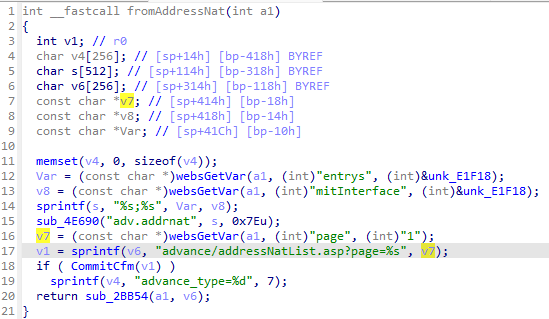 1 int __fastcall fromAddressNat(int a1)
2 {
3 int v1; // r0
4 char v4[256]; // [sp+14h] [bp-418h] BYREF
5 char s[512]; // [sp+114h] [bp-318h] BYREF
6 char v6[256]; // [sp+314h] [bp-118h] BYREF
7 const char *v7; // [sp+414h] [bp-18h]
8 const char *v8; // [sp+418h] [bp-14h]
9 const char *Var; // [sp+41Ch] [bp-10h]
10
11 memset(v4, 0, sizeof(v4));
12 Var = (const char *)websGetVar(a1, (int)"entrys", (int)&unk_E1F18);
13 v8 = (const char *)websGetVar(a1, (int)"mitInterface", (int)&unk_E1F18);
14 sprintf(s, "%s;%s", Var, v8);
15 sub_4E690("adv.addrnat", s, 0x7Eu);
16 v7 = (const char *)websGetVar(a1, (int)"page", (int)"1");
17 v1 = sprintf(v6, "advance/addressNatList.asp?page=%s", v7);
18 if ( CommitCfm(v1) )
19 sprintf(v4, "advance_type=%d", 7);
20 return sub_2BB54(a1, v6);
21 }